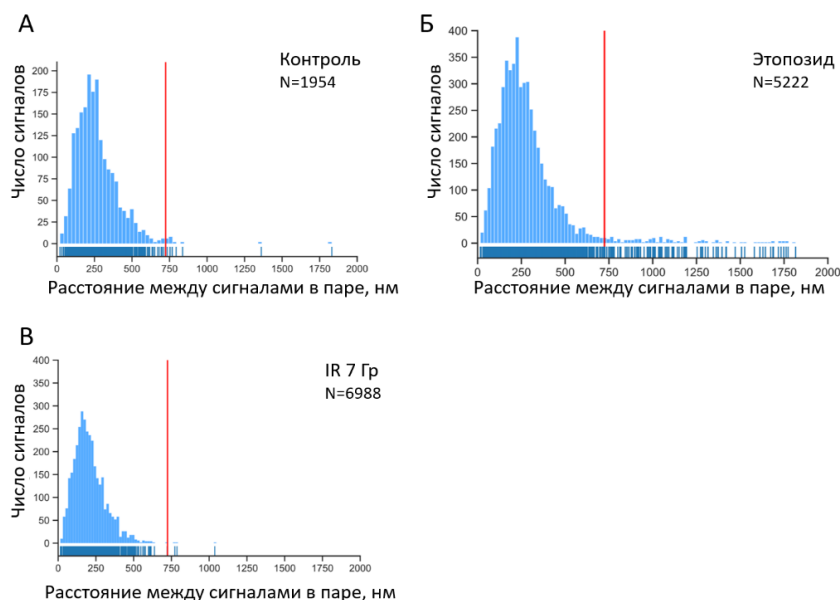 А
Контроль
N=1954
Число сигналов
200
175
150
125
100
75
50
25
0
0 250 500 750 1000 1250 1500 1750 2000
Расстояние между сигналами в паре, нм
Б
Этопозид
N=5222
Число сигналов
400
350
300
250
200
150
100
50
0
0 250 500 750 1000 1250 1500 1750 2000
Расстояние между сигналами в паре, нм
В
IR 7 Гр
N=6988
Число сигналов
400
350
300
250
200
150
100
50
0
0 250 500 750 1000 1250 1500 1750 2000
Расстояние между сигналами в паре, нм